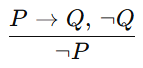 P → Q, ¬Q
¬P